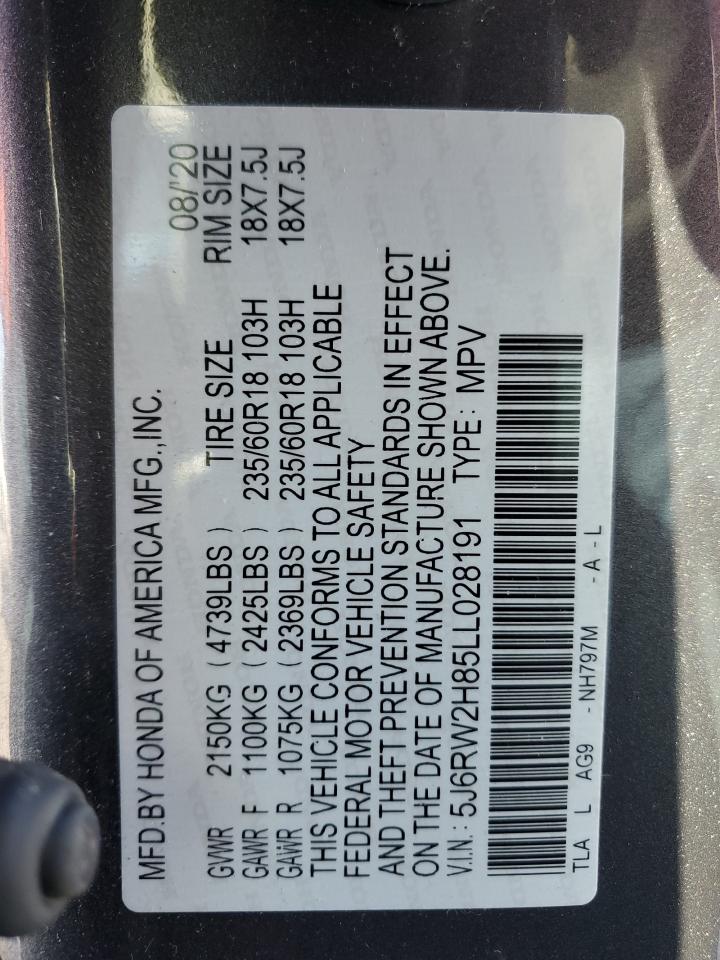 MFD.BY HONDA OF AMERICA MFG.,INC. 08/'20
GVWR 2150KG ( 4739LBS ) TIRE SIZE RIM SIZE
GAWR F 1100KG ( 2425LBS ) 235/60R18 103H 18X7.5J
GAWR R 1075KG ( 2369LBS ) 235/60R18 103H 18X7.5J
THIS VEHICLE CONFORMS TO ALL APPLICABLE
FEDERAL MOTOR VEHICLE SAFETY
AND THEFT PREVENTION STANDARDS IN EFFECT
ON THE DATE OF MANUFACTURE SHOWN ABOVE.
V.I.N.: 5J6RW2H85LL028191 TYPE: MPV
TLA L AG9 - NH797M - A - L